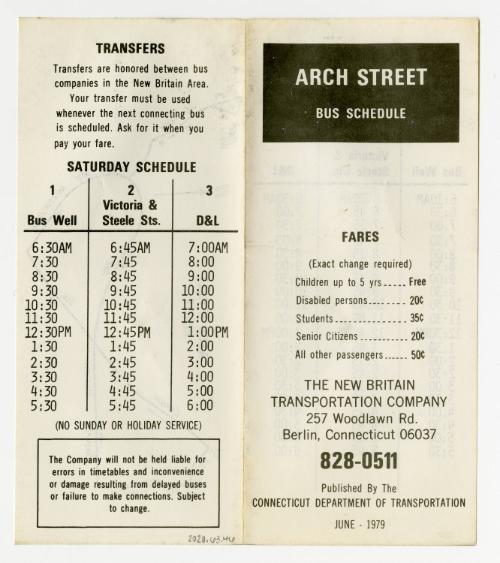 TRANSFERS
Transfers are honored between bus
companies in the New Britain Area.
Your transfer must be used
whenever the next connecting bus
is scheduled. Ask for it when you
pay your fare.
SATURDAY SCHEDULE
1 2 3
Bus Well Victoria & Steele Sts. D&L
6:30AM 6:45AM 7:00AM
7:30 7:45 8:00
8:30 8:45 9:00
9:30 9:45 10:00
10:30 10:45 11:00
11:30 11:45 12:00
12:30PM 12:45PM 1:00PM
1:30 1:45 2:00
2:30 2:45 3:00
3:30 3:45 4:00
4:30 4:45 5:00
5:30 5:45 6:00
(NO SUNDAY OR HOLIDAY SERVICE)
The Company will not be held liable for
errors in timetables and inconvenience
or damage resulting from delayed buses
or failure to make connections. Subject
to change.
2020.63.46
ARCH STREET
BUS SCHEDULE
FARES
(Exact change required)
Children up to 5 yrs..... Free
Disabled persons........ 20¢
Students ..... 35¢
Senior Citizens ..... 20¢
All other passengers ..... 50¢
THE NEW BRITAIN
TRANSPORTATION COMPANY
257 Woodlawn Rd.
Berlin, Connecticut 06037
828-0511
Published By The
CONNECTICUT DEPARTMENT OF TRANSPORTATION
JUNE - 1979